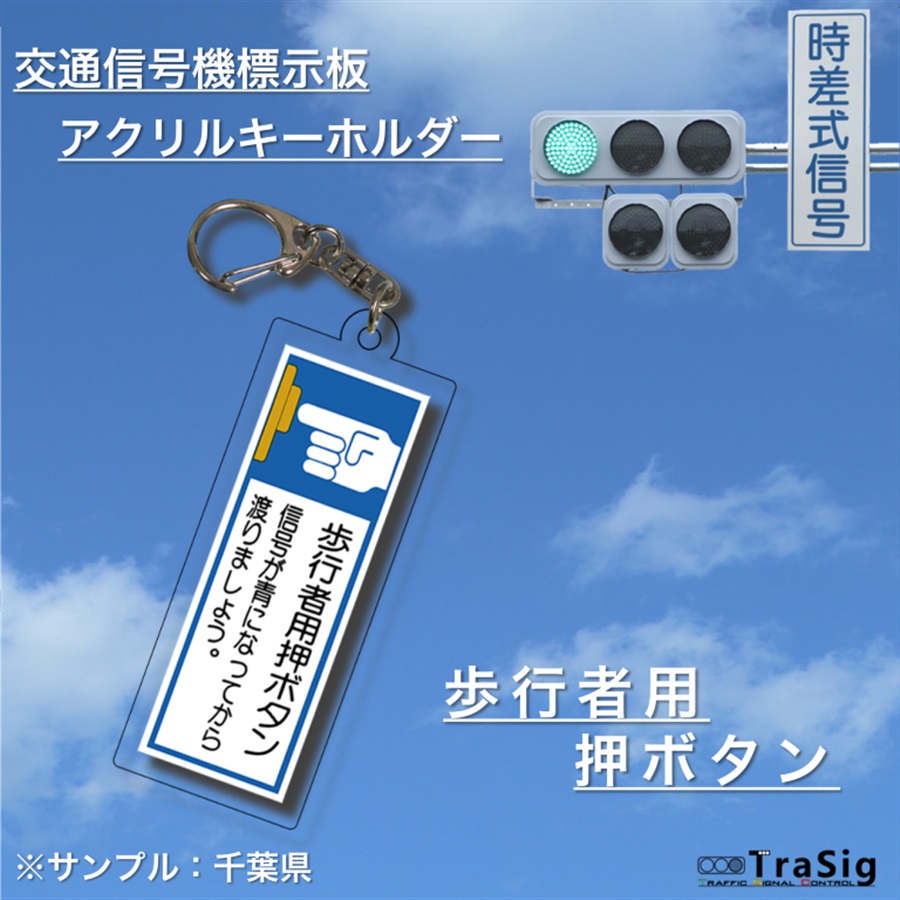 交通信号機標示板
アクリルキーホルダー
時差式信号
歩行者用押ボタン
信号が青になってから
渡りましょう。
歩行者用
押ボタン
※サンプル：千葉県
TraSig
TRAFFIC SIGNAL CONTROL